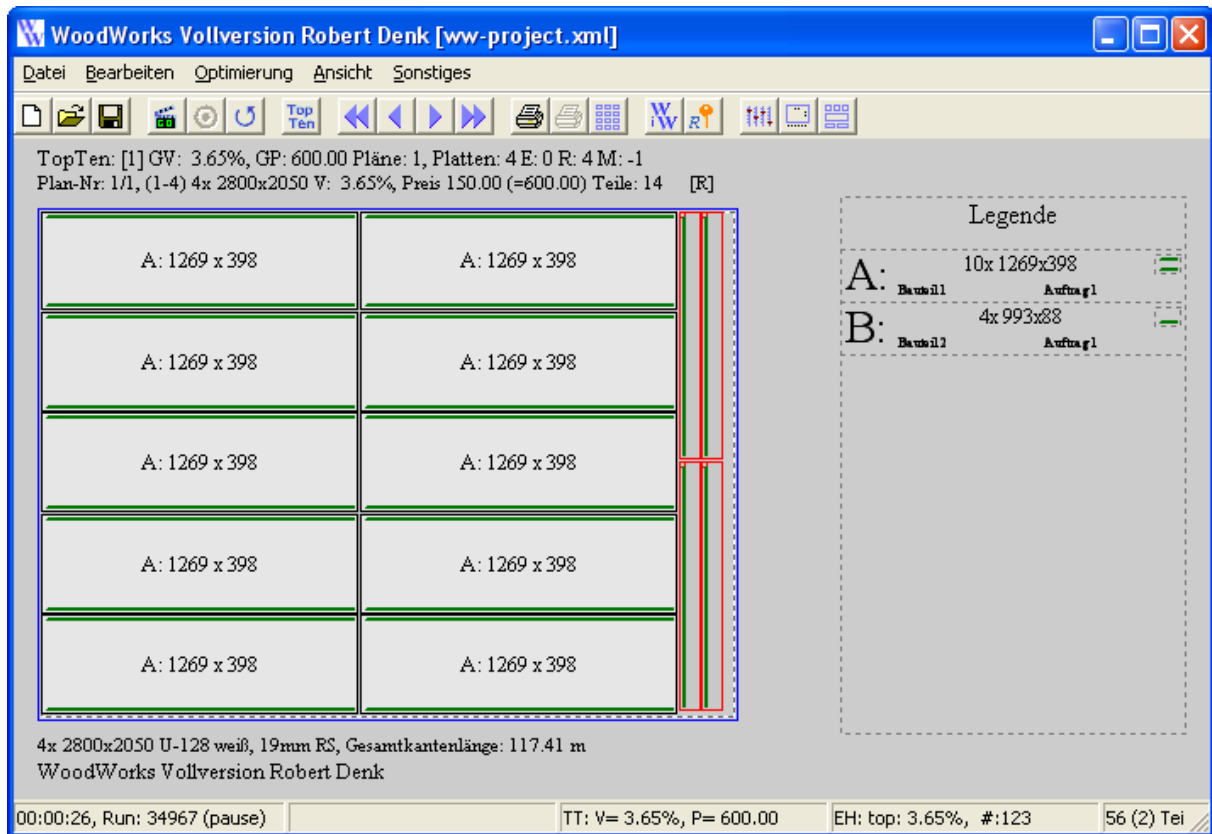 WoodWorks Vollversion Robert Denk [ww-project.xml]
Datei Bearbeiten Optimierung Ansicht Sonstiges
Top Ten
W iW R
TopTen: [1] GV: 3.65%, GP: 600.00 Pläne: 1, Platten: 4 E: 0 R: 4 M: -1
Plan-Nr: 1/1, (1-4) 4x 2800x2050 V: 3.65%, Preis 150.00 (=600.00) Teile: 14 [R]
A: 1269 x 398 A: 1269 x 398
A: 1269 x 398 A: 1269 x 398
A: 1269 x 398 A: 1269 x 398
A: 1269 x 398 A: 1269 x 398
A: 1269 x 398 A: 1269 x 398
Legende
A: 10x 1269x398
Bauteil1 Auftrag1
B: 4x 993x88
Bauteil2 Auftrag1
4x 2800x2050 U-128 weiß, 19mm RS, Gesamtkantenlänge: 117.41 m
WoodWorks Vollversion Robert Denk
00:00:26, Run: 34967 (pause) TT: V= 3.65%, P= 600.00 EH: top: 3.65%, #:123 56 (2) Tei